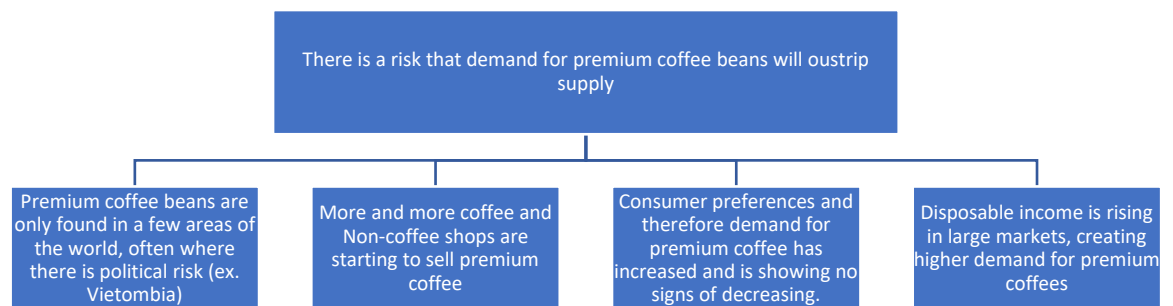 There is a risk that demand for premium coffee beans will oustrip
supply
Premium coffee beans are
only found in a few areas of
the world, often where
there is political risk (ex.
Vietombia)
More and more coffee and
Non-coffee shops are
starting to sell premium
coffee
Consumer preferences and
therefore demand for
premium coffee has
increased and is showing no
signs of decreasing.
Disposable income is rising
in large markets, creating
higher demand for premium
coffees